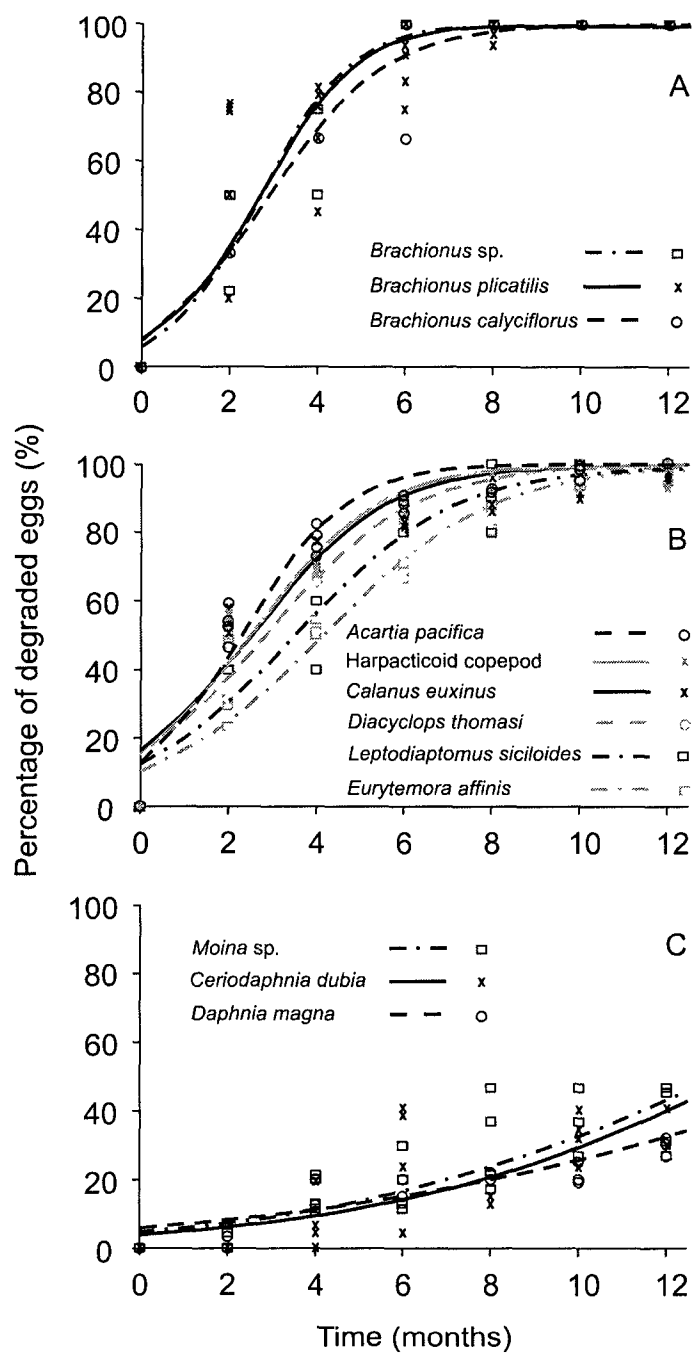 100
80
60
40
20
0
A
Brachionus sp.
Brachionus plicatilis
Brachionus calyciflorus
0 2 4 6 8 10 12
Percentage of degraded eggs (%)
100
80
60
40
20
0
B
Acartia pacifica
Harpacticoid copepod
Calanus euxinus
Diacyclops thomasi
Leptodiaptomus siciloides
Eurytemora affinis
0 2 4 6 8 10 12
100
80
60
40
20
0
C
Moina sp.
Ceriodaphnia dubia
Daphnia magna
0 2 4 6 8 10 12
Time (months)